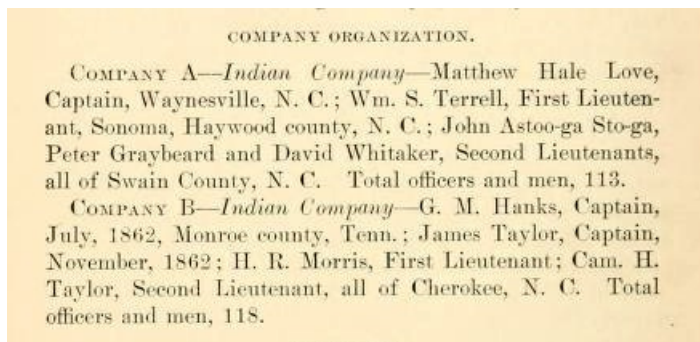 COMPANY ORGANIZATION.
COMPANY A—Indian Company—Matthew Hale Love,
Captain, Waynesville, N. C.; Wm. S. Terrell, First Lieuten-
ant, Sonoma, Haywood county, N. C.; John Astoo-ga Sto-ga,
Peter Graybeard and David Whitaker, Second Lieutenants,
all of Swain County, N. C. Total officers and men, 113.
COMPANY B—Indian Company—G. M. Hanks, Captain,
July, 1862, Monroe county, Tenn.; James Taylor, Captain,
November, 1862; H. R. Morris, First Lieutenant; Cam. H.
Taylor, Second Lieutenant, all of Cherokee, N. C. Total
officers and men, 118.